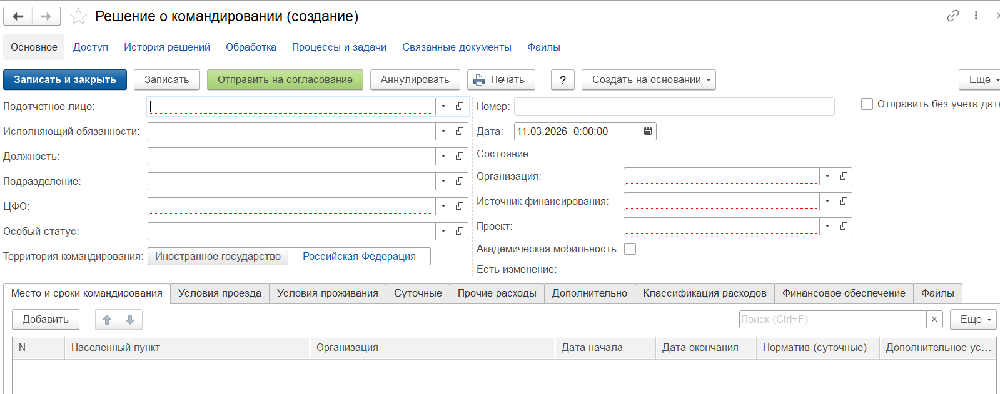 Решение о командировании (создание)
Основное Доступ История решений Обработка Процессы и задачи Связанные документы Файлы
Записать и закрыть Записать Отправить на согласование Аннулировать Печать ? Создать на основании Еще
Подотчетное лицо: Номер: Отправить без учета даты
Исполняющий обязанности: Дата: 11.03.2026 0:00:00
Должность: Состояние:
Подразделение: Организация:
ЦФО: Источник финансирования:
Особый статус: Проект:
Территория командирования: Иностранное государство Российская Федерация Академическая мобильность:
Есть изменение:
Место и сроки командирования Условия проезда Условия проживания Суточные Прочие расходы Дополнительно Классификация расходов Финансовое обеспечение Файлы
Добавить Поиск (Ctrl+F) × Еще
N Населенный пункт Организация Дата начала Дата окончания Норматив (суточные) Дополнительное ус...